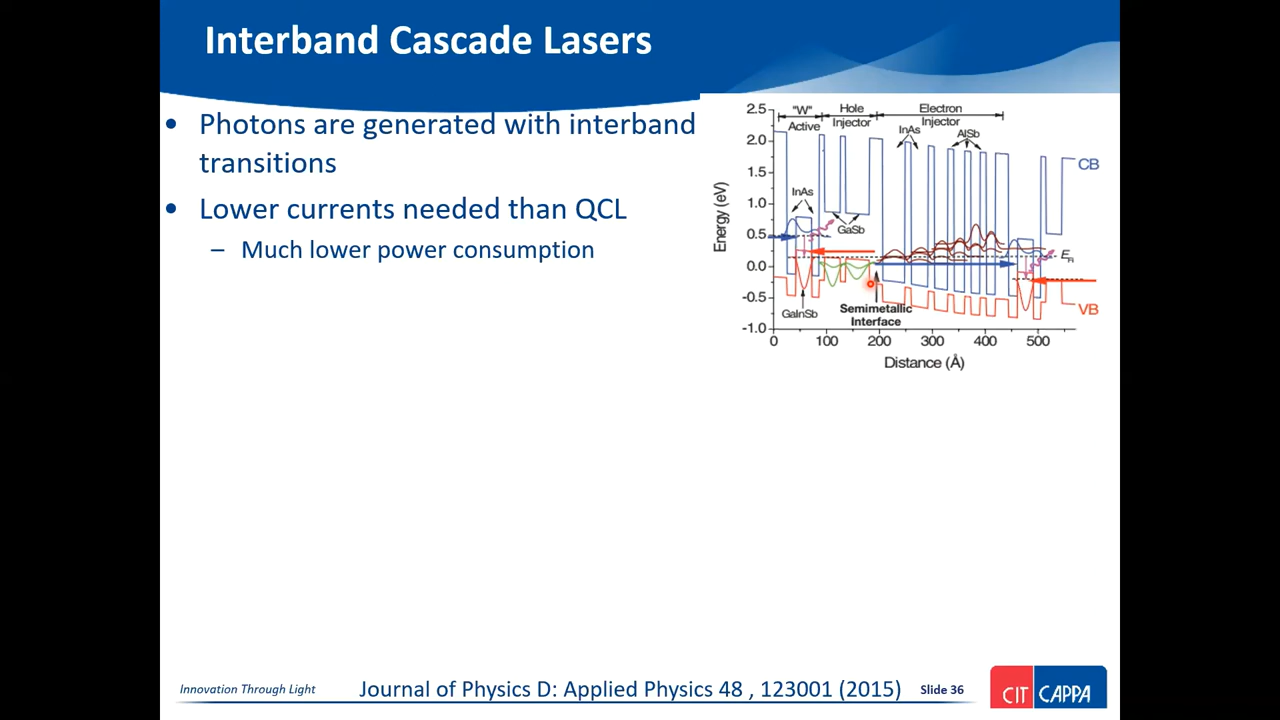 Interband Cascade Lasers
• Photons are generated with interband
transitions
• Lower currents needed than QCL
– Much lower power consumption
"W"
Active
Hole
Injector
Electron
Injector
InAs
AlSb
CB
InAs
GaSb
GaInSb
Semimetallic
Interface
VB
Energy (eV)
2.5
2.0
1.5
1.0
0.5
0.0
-0.5
-1.0
0 100 200 300 400 500
Distance (Å)
Innovation Through Light
Journal of Physics D: Applied Physics 48 , 123001 (2015)
Slide 36
CIT CAPPA